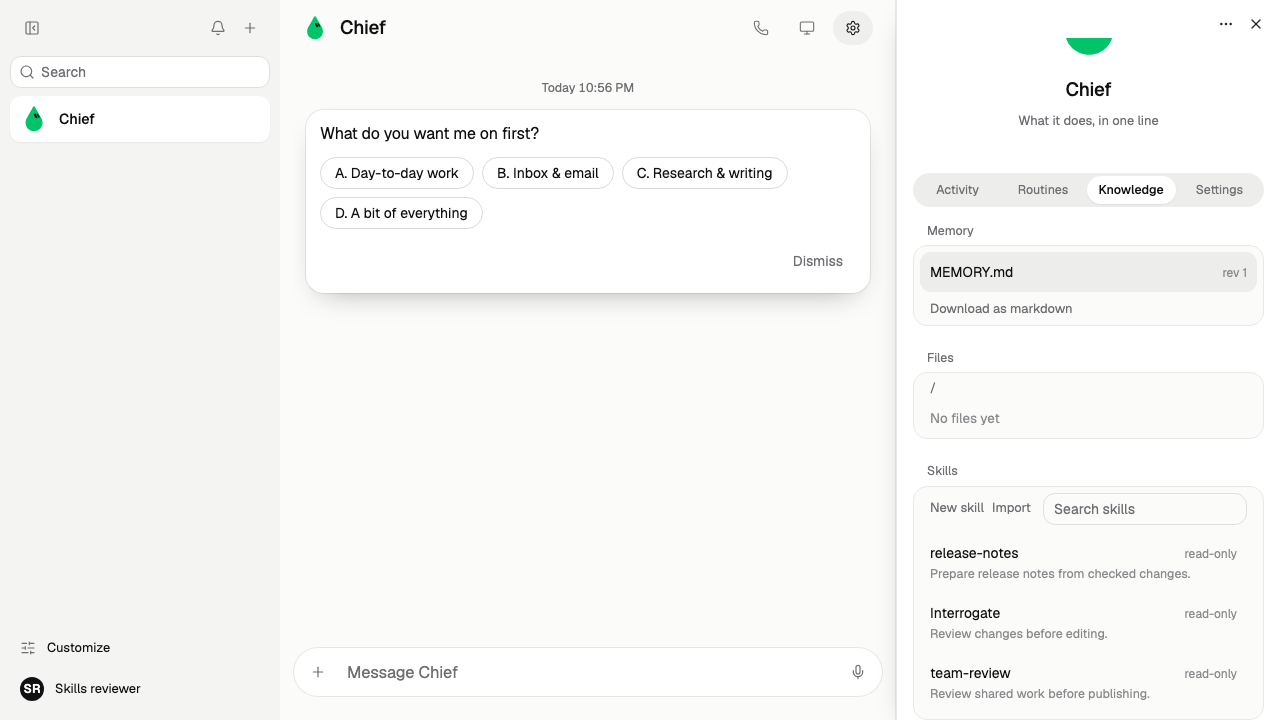 Search
Chief
Customize
SR
Skills reviewer
Chief
Today 10:56 PM
What do you want me on first?
A. Day-to-day work
B. Inbox & email
C. Research & writing
D. A bit of everything
Dismiss
Message Chief
Chief
What it does, in one line
Activity
Routines
Knowledge
Settings
Memory
MEMORY.md
rev 1
Download as markdown
Files
/
No files yet
Skills
New skill
Import
Search skills
release-notes
read-only
Prepare release notes from checked changes.
Interrogate
read-only
Review changes before editing.
team-review
read-only
Review shared work before publishing.